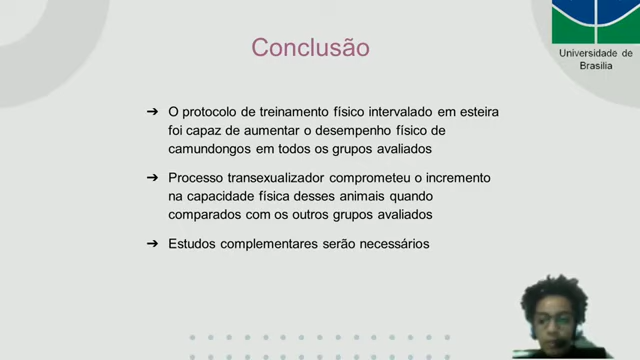 Conclusão
Universidade de
Brasilia
➔ O protocolo de treinamento físico intervalado em esteira
foi capaz de aumentar o desempenho físico de
camundongos em todos os grupos avaliados
➔ Processo transexualizador comprometeu o incremento
na capacidade física desses animais quando
comparados com os outros grupos avaliados
➔ Estudos complementares serão necessários